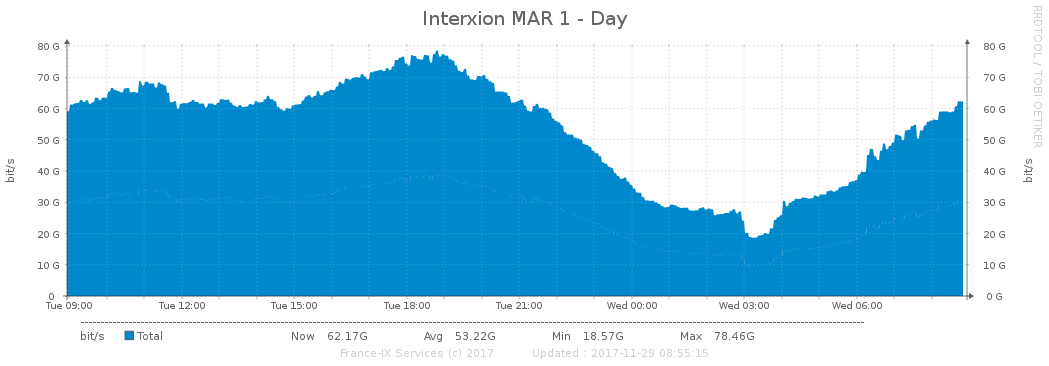 Interxion MAR 1 - Day
RRDTOOL / TOBI OETIKER
bit/s
80 G 80 G
70 G 70 G
60 G 60 G
50 G 50 G
40 G 40 G
30 G 30 G
20 G 20 G
10 G 10 G
0 0 G
bit/s
Tue 09:00 Tue 12:00 Tue 15:00 Tue 18:00 Tue 21:00 Wed 00:00 Wed 03:00 Wed 06:00
bit/s Total Now 62.17G Avg 53.22G Min 18.57G Max 78.46G
France-IX Services (c) 2017 Updated : 2017-11-29 08:55:15